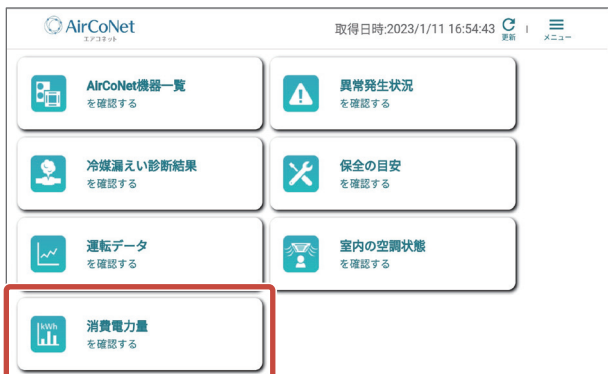 AirCoNet
エアコネット
取得日時:2023/1/11 16:54:43
更新
メニュー
AirCoNet機器一覧
を確認する
異常発生状況
を確認する
冷媒漏えい診断結果
を確認する
保全の目安
を確認する
運転データ
を確認する
室内の空調状態
を確認する
kWh
消費電力量
を確認する